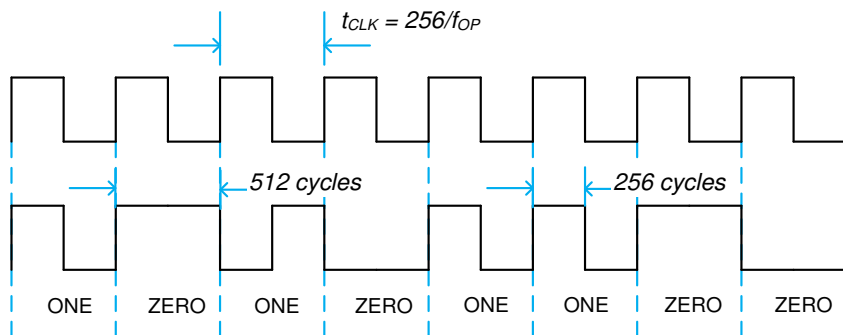 tCLK = 256/fOP
512 cycles 256 cycles
ONE ZERO ONE ZERO ONE ONE ZERO ZERO